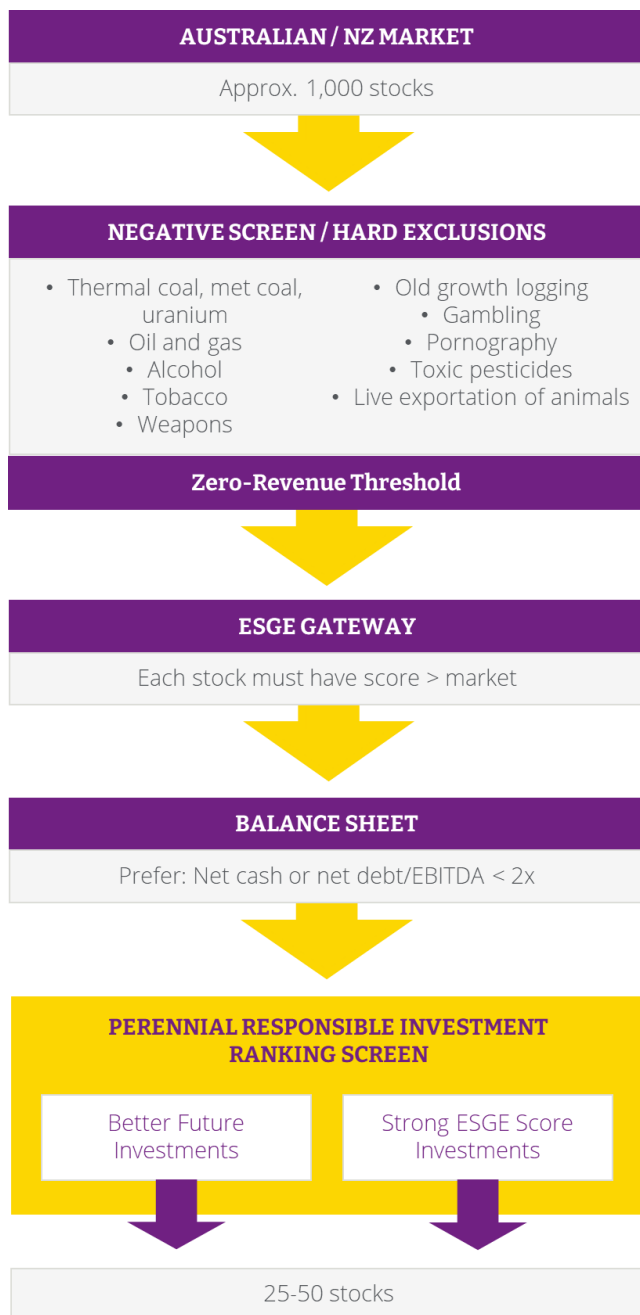 AUSTRALIAN / NZ MARKET
Approx. 1,000 stocks
NEGATIVE SCREEN / HARD EXCLUSIONS
• Thermal coal, met coal,
uranium
• Oil and gas
• Alcohol
• Tobacco
• Weapons
• Old growth logging
• Gambling
• Pornography
• Toxic pesticides
• Live exportation of animals
Zero-Revenue Threshold
ESGE GATEWAY
Each stock must have score > market
BALANCE SHEET
Prefer: Net cash or net debt/EBITDA < 2x
PERENNIAL RESPONSIBLE INVESTMENT
RANKING SCREEN
Better Future
Investments
Strong ESGE Score
Investments
25-50 stocks